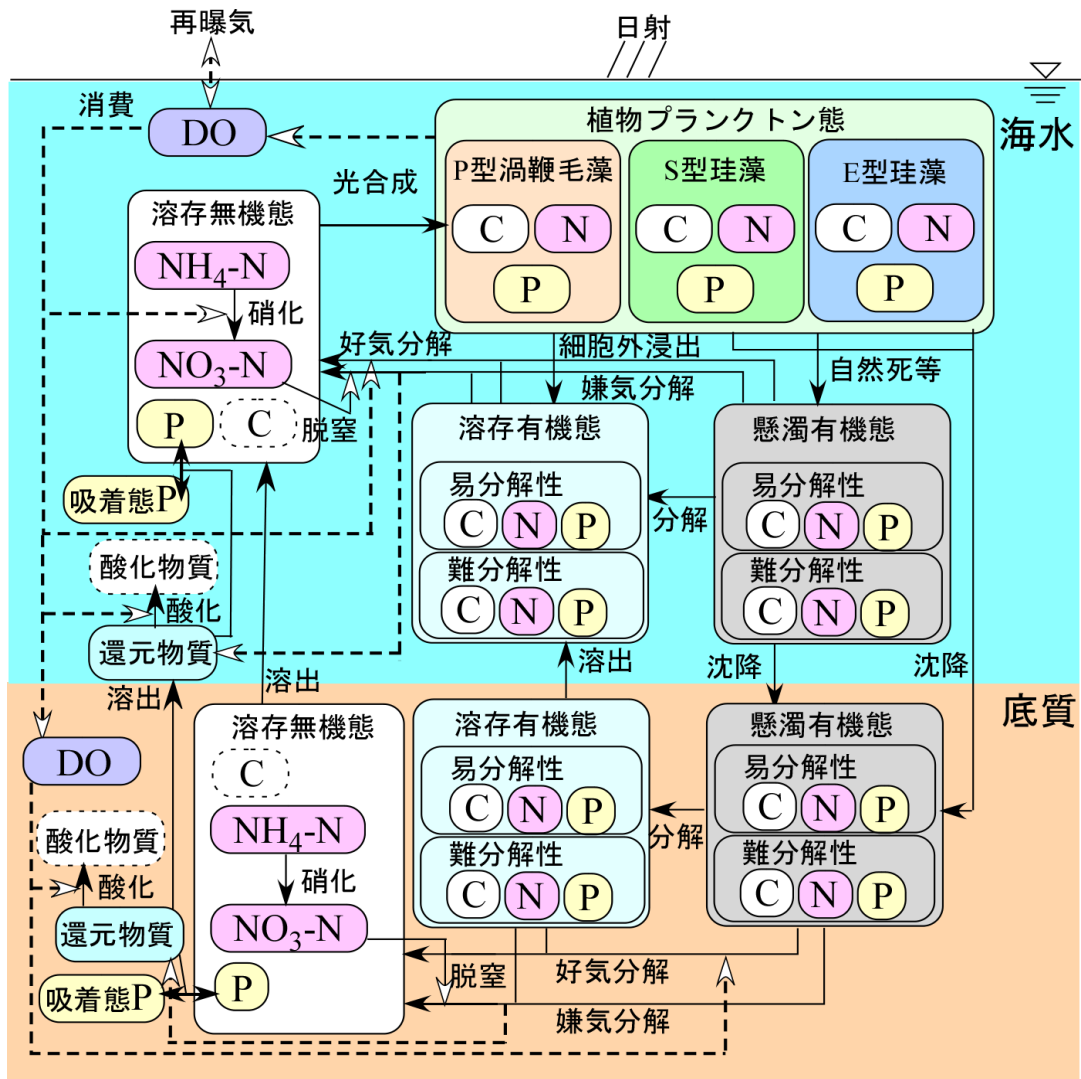 再曝気
日射
消費
DO
海水
植物プランクトン態
P型渦鞭毛藻
S型珪藻
E型珪藻
C N
P
C N
P
C N
P
光合成
溶存無機態
NH4-N
硝化
NO3-N
P
C
脱窒
吸着態P
好気分解
細胞外浸出
嫌気分解
自然死等
溶存有機態
易分解性
C N P
難分解性
C N P
分解
懸濁有機態
易分解性
C N P
難分解性
C N P
酸化物質
酸化
還元物質
溶出
溶出
溶出
沈降
沈降
底質
DO
酸化物質
酸化
還元物質
吸着態P
溶存無機態
C
NH4-N
硝化
NO3-N
P
脱窒
溶存有機態
易分解性
C N P
難分解性
C N P
分解
懸濁有機態
易分解性
C N P
難分解性
C N P
好気分解
嫌気分解